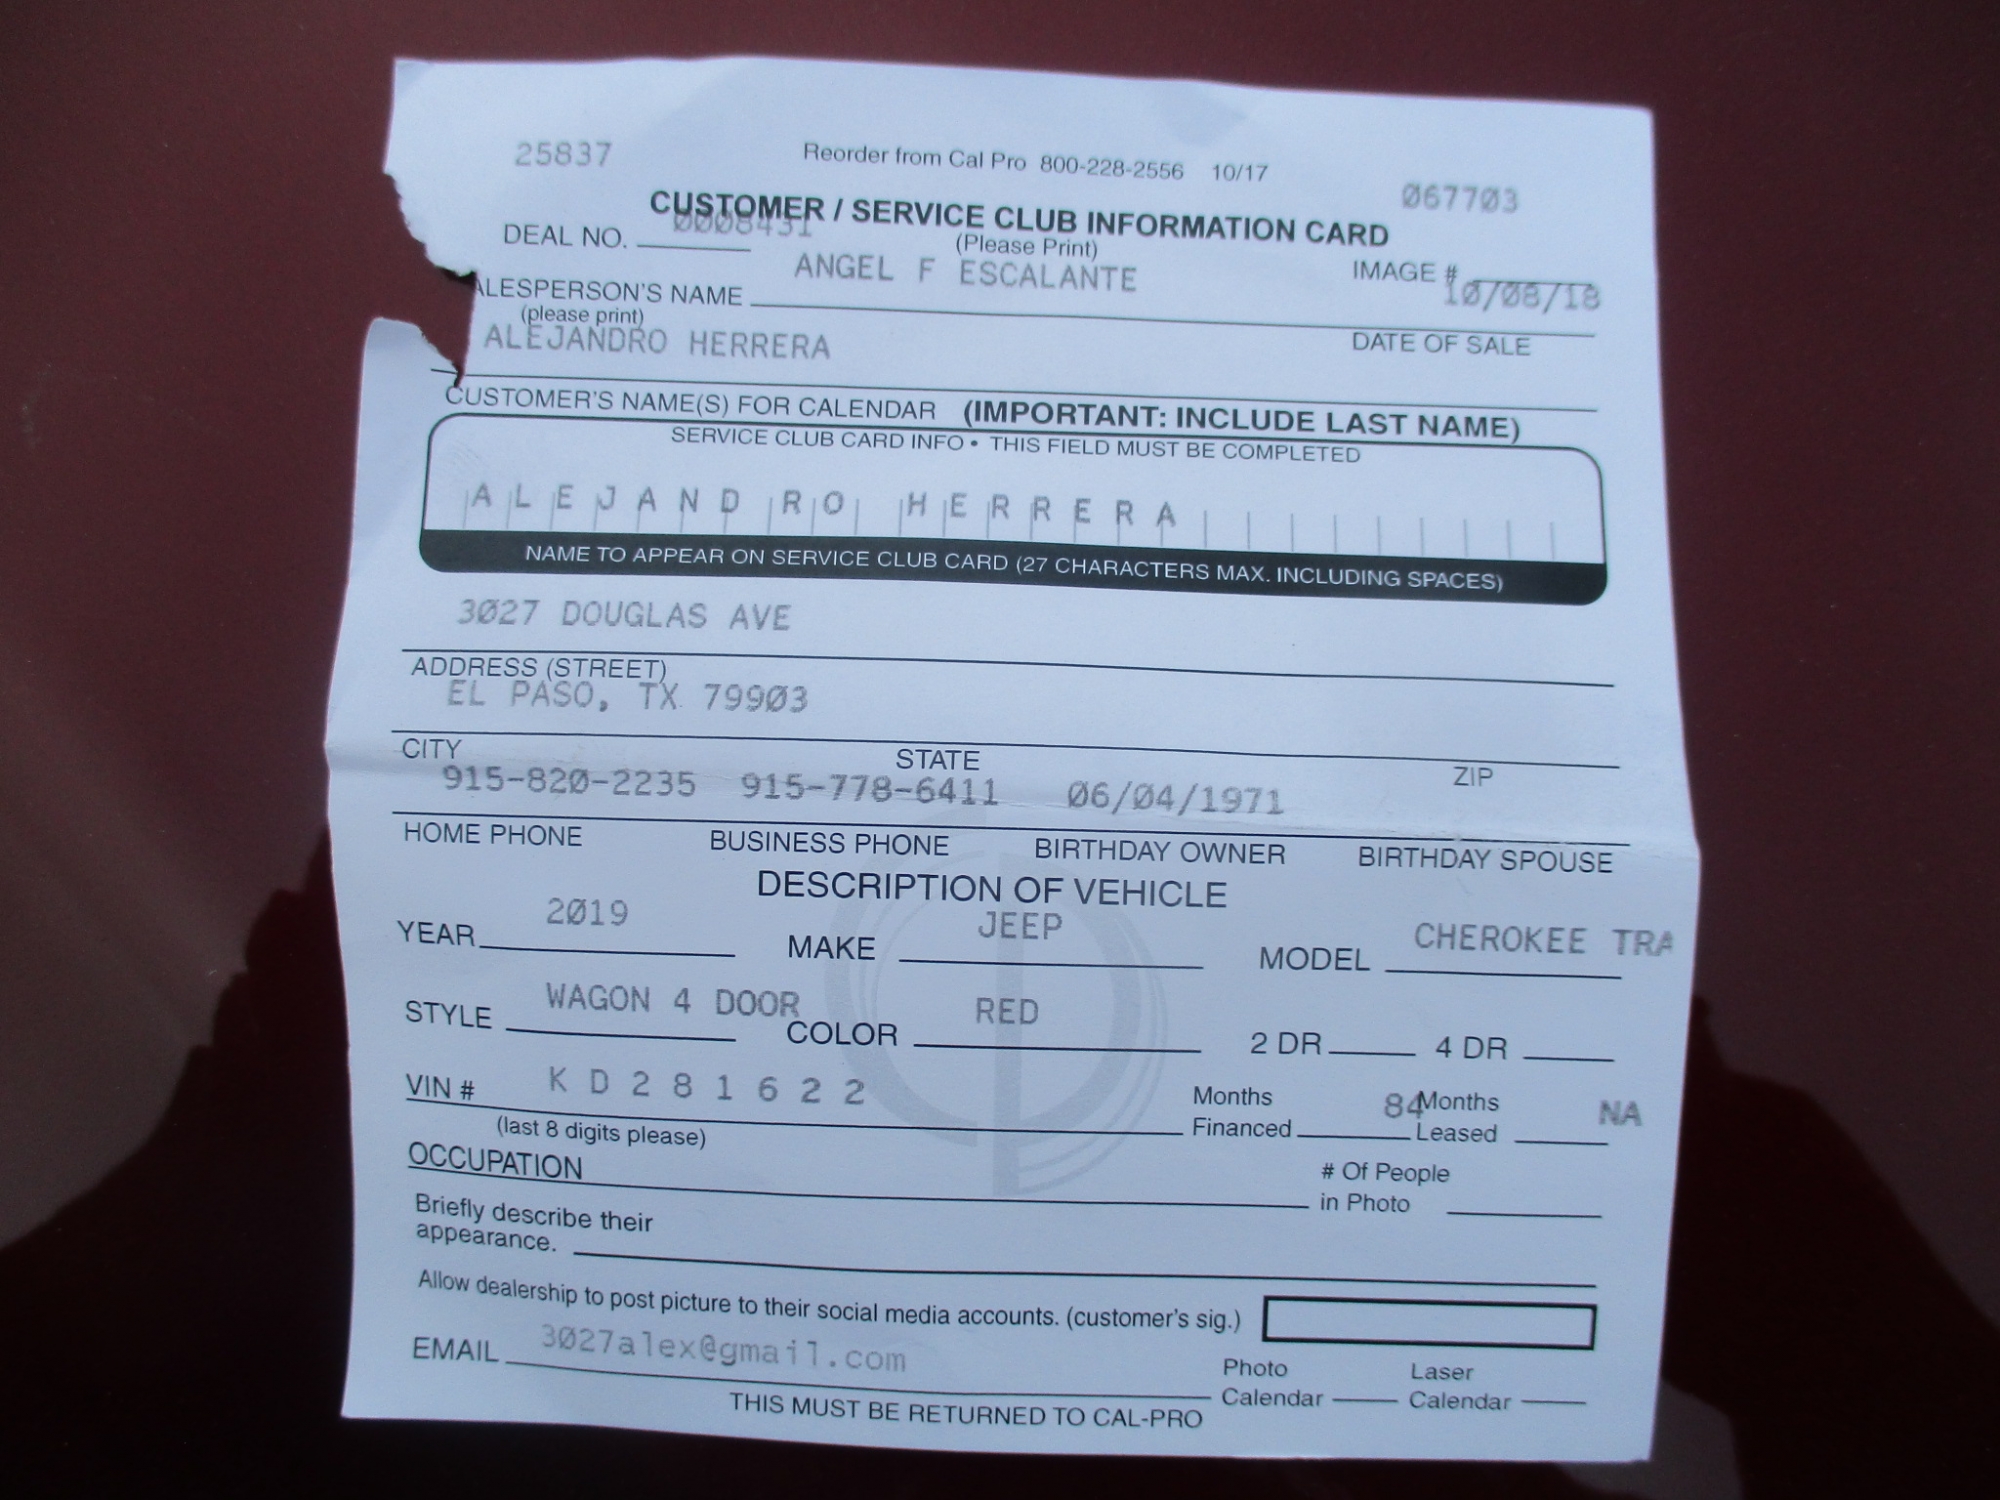 25837 Reorder from Cal Pro 800-228-2556 10/17 067703
CUSTOMER / SERVICE CLUB INFORMATION CARD
DEAL NO. 0008431 (Please Print)
ANGEL F ESCALANTE IMAGE #
ALESPERSON'S NAME 10/08/18
(please print)
ALEJANDRO HERRERA DATE OF SALE
CUSTOMER'S NAME(S) FOR CALENDAR (IMPORTANT: INCLUDE LAST NAME)
SERVICE CLUB CARD INFO • THIS FIELD MUST BE COMPLETED
ALEJANDRO HERRERA
NAME TO APPEAR ON SERVICE CLUB CARD (27 CHARACTERS MAX. INCLUDING SPACES)
3027 DOUGLAS AVE
ADDRESS (STREET)
EL PASO, TX 79903
CITY STATE ZIP
915-820-2235 915-778-6411 06/04/1971
HOME PHONE BUSINESS PHONE BIRTHDAY OWNER BIRTHDAY SPOUSE
DESCRIPTION OF VEHICLE
YEAR 2019 MAKE JEEP MODEL CHEROKEE TRA
STYLE WAGON 4 DOOR COLOR RED 2 DR 4 DR
VIN # K D 2 8 1 6 2 2 Months Financed 84 Months Leased NA
(last 8 digits please)
OCCUPATION # Of People in Photo
Briefly describe their
appearance.
Allow dealership to post picture to their social media accounts. (customer's sig.)
EMAIL 3027alex@gmail.com Photo Calendar Laser Calendar
THIS MUST BE RETURNED TO CAL-PRO